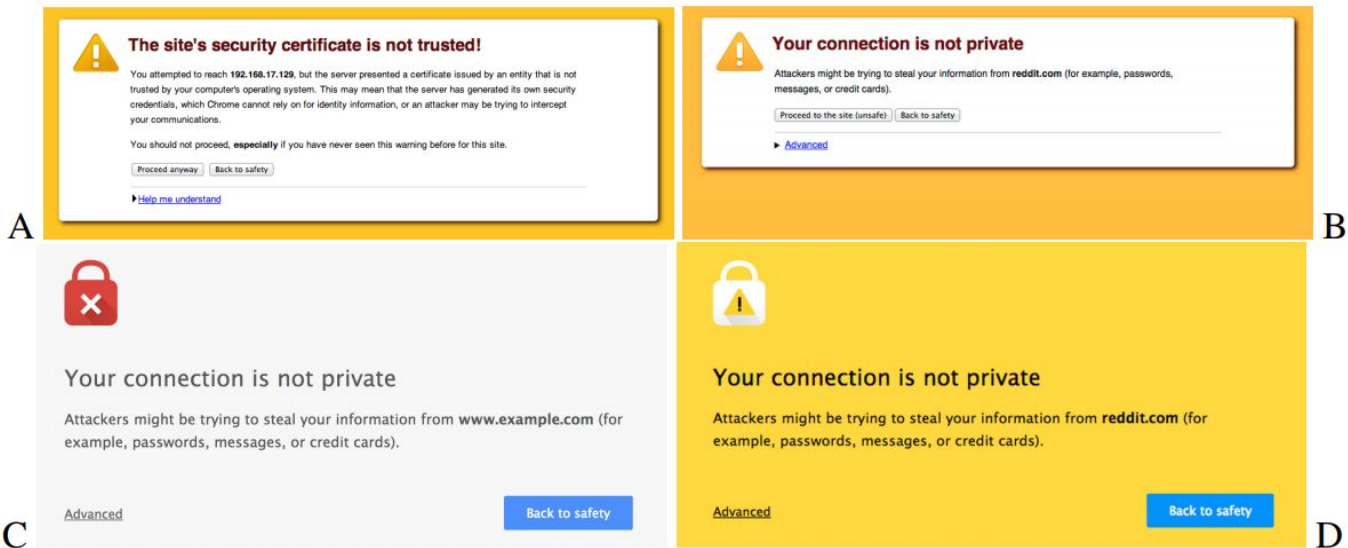 The site's security certificate is not trusted!
You attempted to reach 192.168.17.129, but the server presented a certificate issued by an entity that is not
trusted by your computer's operating system. This may mean that the server has generated its own security
credentials, which Chrome cannot rely on for identity information, or an attacker may be trying to intercept
your communications.
You should not proceed, especially if you have never seen this warning before for this site.
Proceed anyway Back to safety
Help me understand
A
Your connection is not private
Attackers might be trying to steal your information from reddit.com (for example, passwords,
messages, or credit cards).
Proceed to the site (unsafe) Back to safety
Advanced
B
Your connection is not private
Attackers might be trying to steal your information from www.example.com (for
example, passwords, messages, or credit cards).
Advanced Back to safety
C
Your connection is not private
Attackers might be trying to steal your information from reddit.com (for
example, passwords, messages, or credit cards).
Advanced Back to safety
D